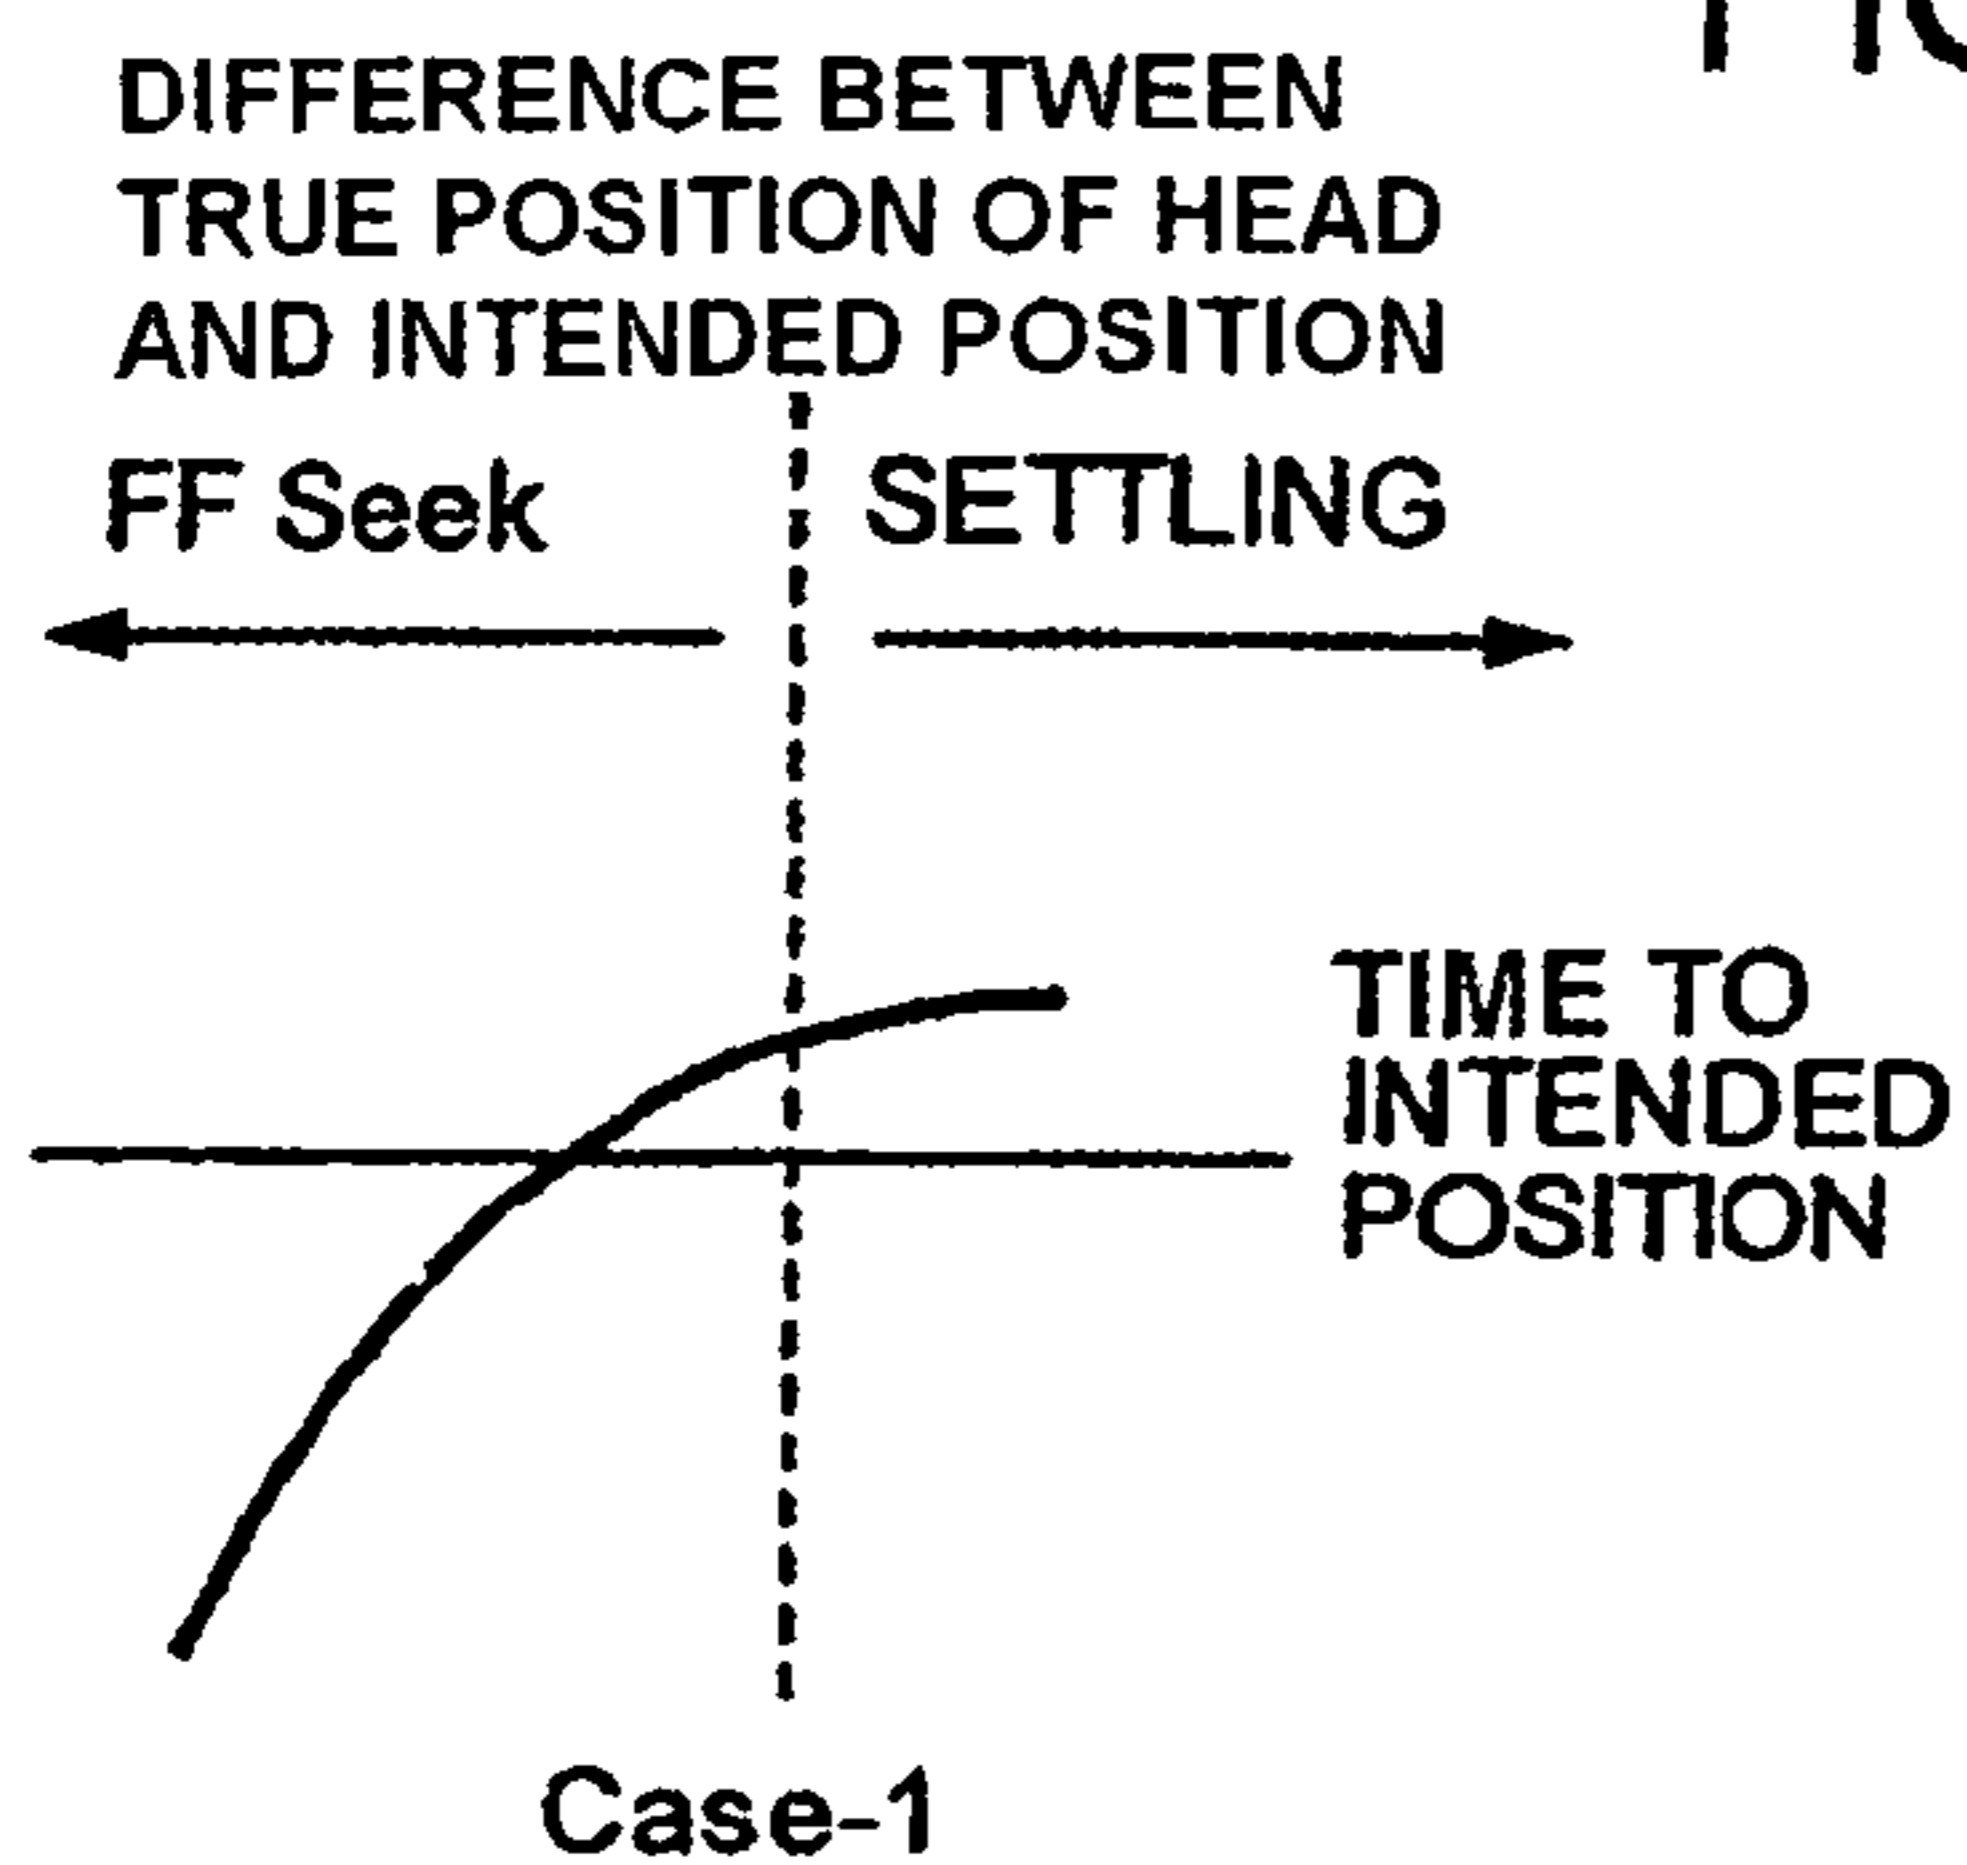 DIFFERENCE BETWEEN
TRUE POSITION OF HEAD
AND INTENDED POSITION
FF Seek SETTLING
TIME TO
INTENDED
POSITION
Case-1